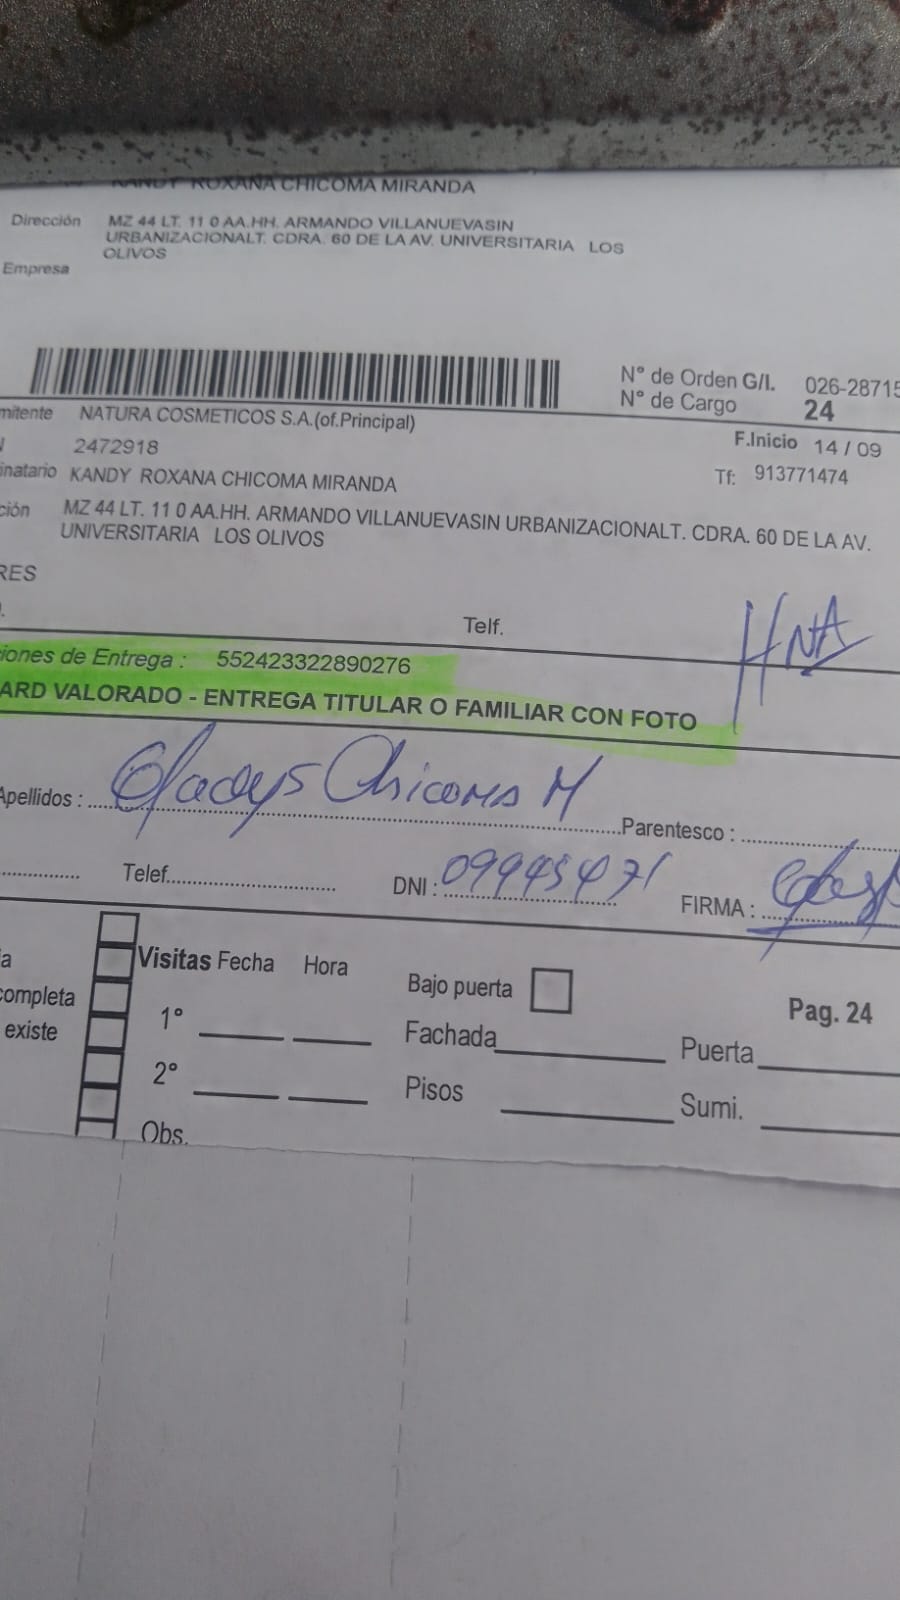 KANDY ROXANA CHICOMA MIRANDA
Dirección MZ 44 LT. 11 0 AA.HH. ARMANDO VILLANUEVASIN
URBANIZACIONALT. CDRA. 60 DE LA AV. UNIVERSITARIA LOS
OLIVOS
Empresa
N° de Orden G/I. 026-28715
N° de Cargo 24
mitente NATURA COSMETICOS S.A.(of.Principal)
F.Inicio 14 / 09
2472918
Tf: 913771474
inatario KANDY ROXANA CHICOMA MIRANDA
ción MZ 44 LT. 11 0 AA.HH. ARMANDO VILLANUEVASIN URBANIZACIONALT. CDRA. 60 DE LA AV.
UNIVERSITARIA LOS OLIVOS
RES
Telf.
HNA
iones de Entrega : 552423322890276
ARD VALORADO - ENTREGA TITULAR O FAMILIAR CON FOTO
Apellidos : Gladys Chicoma M Parentesco :
Telef. DNI : FIRMA :
a
Visitas Fecha Hora
Bajo puerta
completa
Pag. 24
existe
1° Fachada Puerta
2° Pisos Sumi.
Obs.